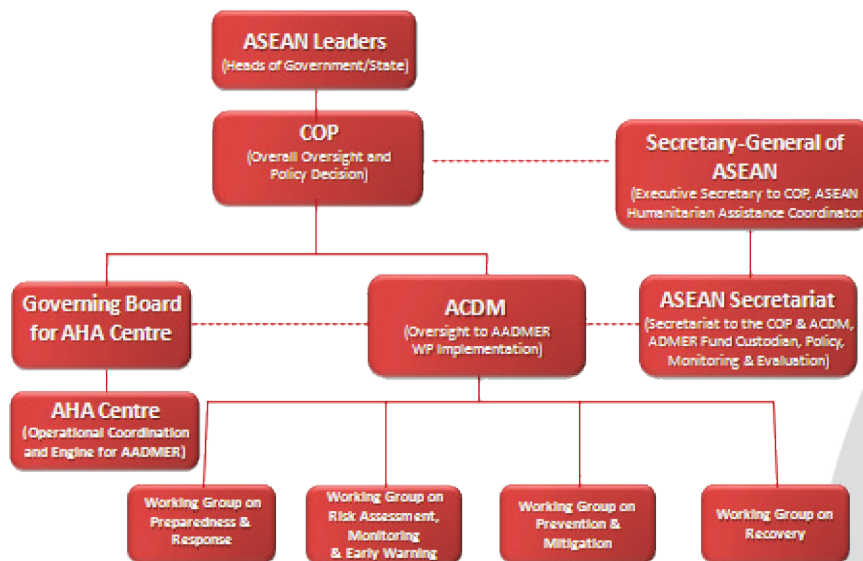 ASEAN Leaders
(Heads of Government/State)
COP
(Overall Oversight and
Policy Decision)
Secretary-General of
ASEAN
(Executive Secretary to COP, ASEAN
Humanitarian Assistance Coordinator
Governing Board
for AHA Centre
ACDM
(Oversight to AADMER
WP Implementation)
ASEAN Secretariat
(Secretariat to the COP & ACDM,
ADMER Fund Custodian, Policy,
Monitoring & Evaluation)
AHA Centre
(Operational Coordination
and Engine for AADMER)
Working Group on
Preparedness &
Response
Working Group on
Risk Assessment,
Monitoring
& Early Warning
Working Group on
Prevention &
Mitigation
Working Group on
Recovery